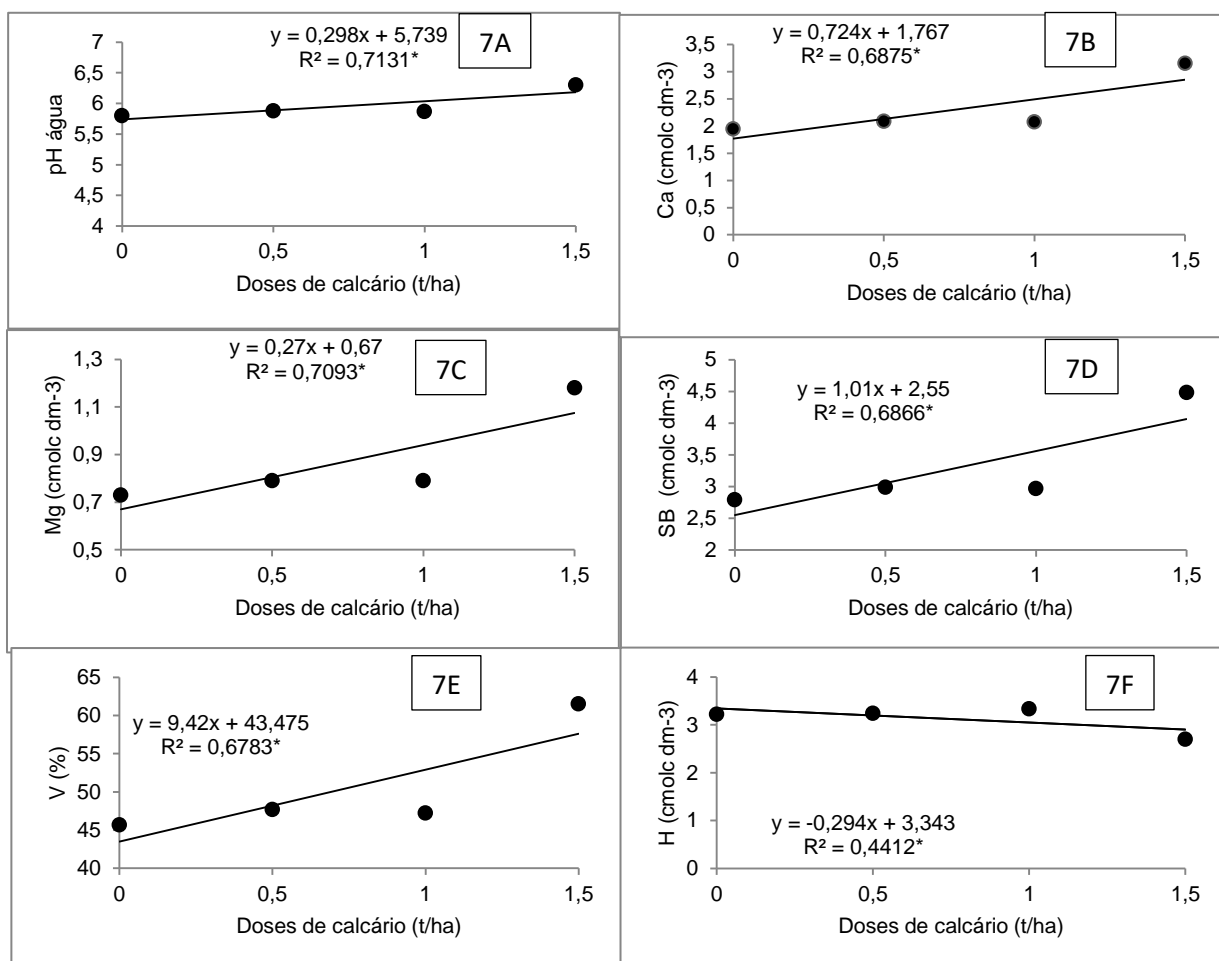 7A
y = 0,298x + 5,739
R² = 0,7131*
pH água
7
6,5
6
5,5
5
4,5
4
0 0,5 1 1,5
Doses de calcário (t/ha)
7B
y = 0,724x + 1,767
R² = 0,6875*
Ca (cmolc dm-3)
3,5
3
2,5
2
1,5
1
0,5
0
0 0,5 1 1,5
Doses de calcário (t/ha)
7C
y = 0,27x + 0,67
R² = 0,7093*
Mg (cmolc dm-3)
1,3
1,1
0,9
0,7
0,5
0 0,5 1 1,5
Doses de calcário (t/ha)
7D
y = 1,01x + 2,55
R² = 0,6866*
SB (cmolc dm-3)
5
4,5
4
3,5
3
2,5
2
0 0,5 1 1,5
Doses de calcário (t/ha)
7E
y = 9,42x + 43,475
R² = 0,6783*
V (%)
65
60
55
50
45
40
0 0,5 1 1,5
Doses de calcário (t/ha)
7F
y = -0,294x + 3,343
R² = 0,4412*
H (cmolc dm-3)
4
3
2
1
0
0 0,5 1 1,5
Doses de calcário (t/ha)